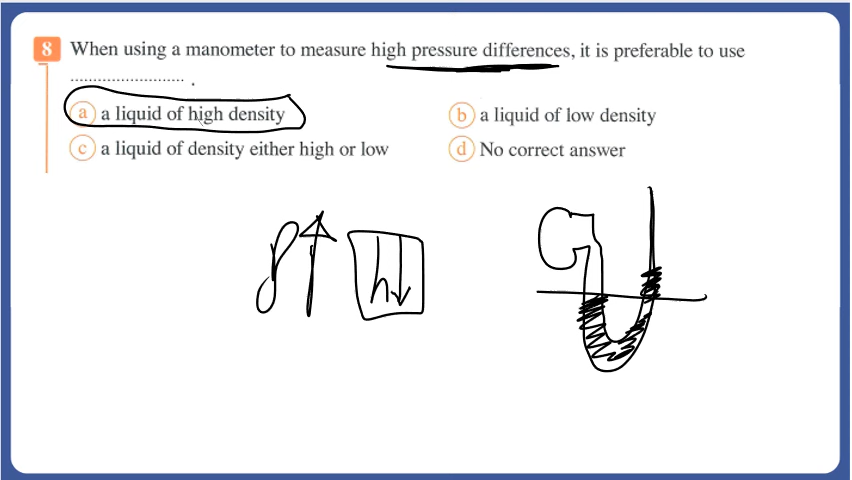 8 When using a manometer to measure high pressure differences, it is preferable to use
.......................... .
a a liquid of high density
b a liquid of low density
c a liquid of density either high or low
d No correct answer
ρ↑ h↓